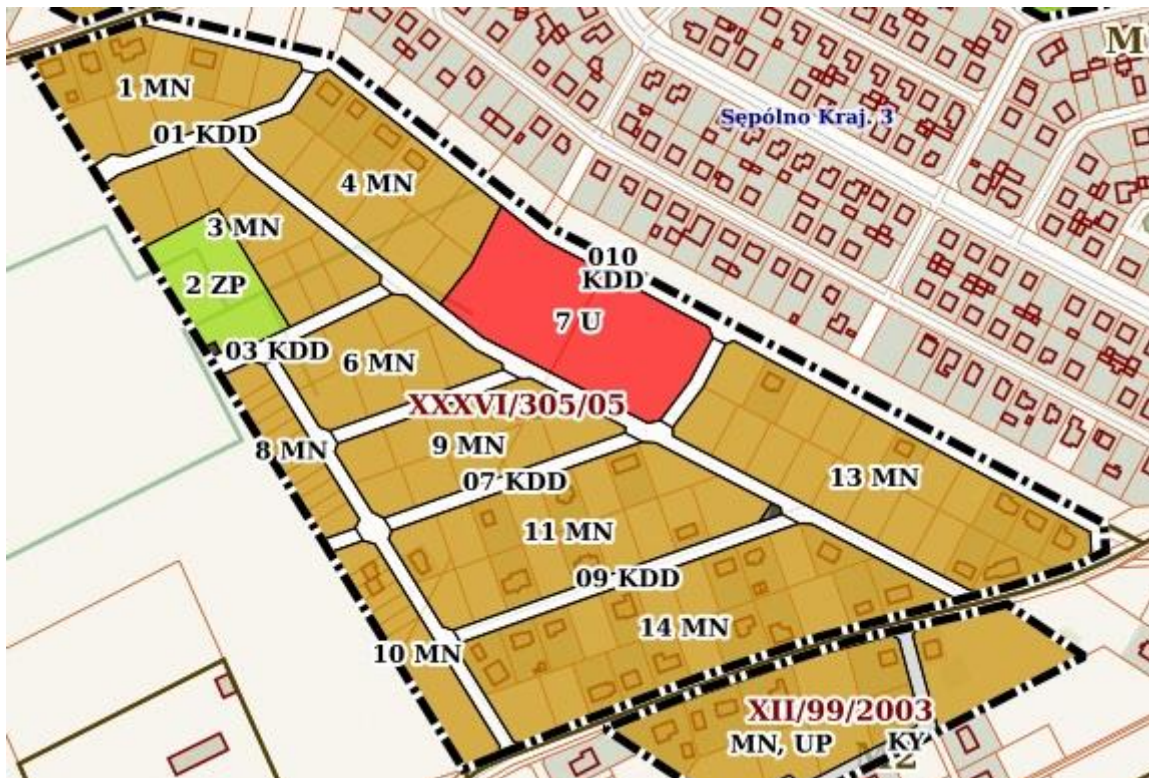 M
1 MN
Sępólno Kraj. 3
01 KDD
4 MN
3 MN
010
KDD
2 ZP
7 U
03 KDD
6 MN
XXXVI/305/05
8 MN
9 MN
13 MN
07 KDD
11 MN
09 KDD
14 MN
10 MN
XII/99/2003
MN, UP
KY